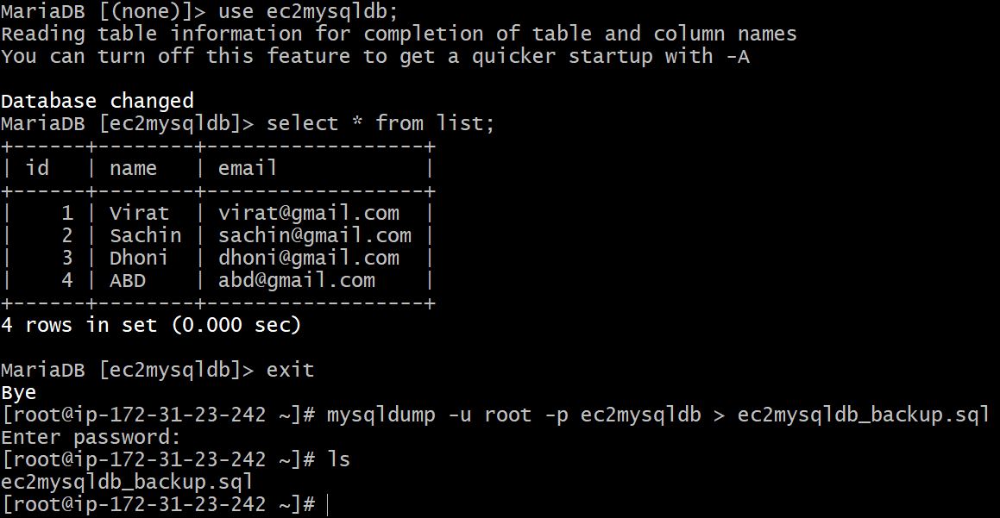 MariaDB [(none)]> use ec2mysqldb;
Reading table information for completion of table and column names
You can turn off this feature to get a quicker startup with -A

Database changed
MariaDB [ec2mysqldb]> select * from list;
+------+--------+------------------+
| id   | name   | email            |
+------+--------+------------------+
|    1 | Virat  | virat@gmail.com  |
|    2 | Sachin | sachin@gmail.com |
|    3 | Dhoni  | dhoni@gmail.com  |
|    4 | ABD    | abd@gmail.com    |
+------+--------+------------------+
4 rows in set (0.000 sec)

MariaDB [ec2mysqldb]> exit
Bye
[root@ip-172-31-23-242 ~]# mysqldump -u root -p ec2mysqldb > ec2mysqldb_backup.sql
Enter password:
[root@ip-172-31-23-242 ~]# ls
ec2mysqldb_backup.sql
[root@ip-172-31-23-242 ~]#